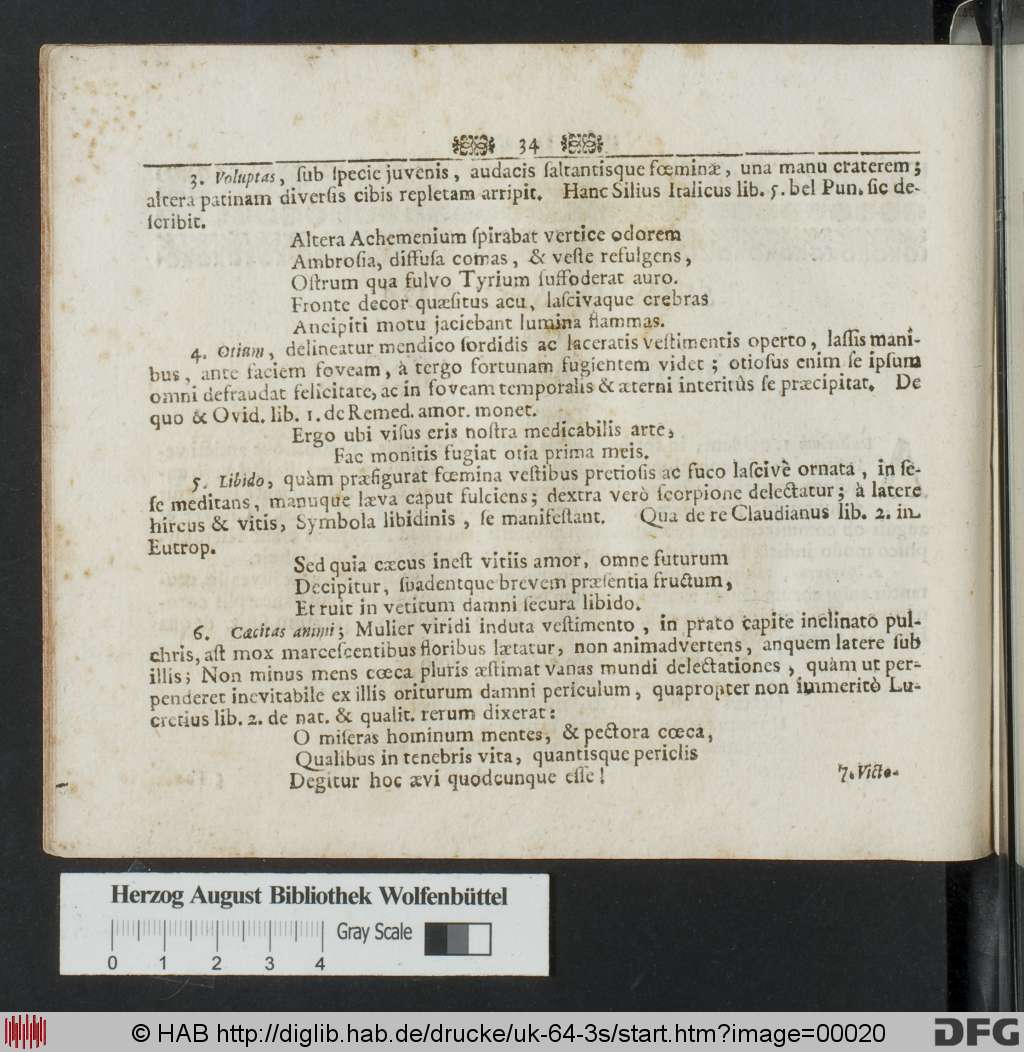 34
3. Voluptas, ſub ſpecie juvenis, audacis ſaltantisque fœminæ, una manu craterem;
altera patinam diverſis cibis repletam arripit. Hanc Silius Italicus lib. 5. bel Pun. ſic de-
ſcribit.
Altera Achemenium ſpirabat vertice odorem
Ambroſia, diffuſa comas, & veſte refulgens,
Oſtrum qua fulvo Tyrium ſuffoderat auro.
Fronte decor quæſitus acu, laſcivaque crebras
Ancipiti motu jaciebant lumina flammas.
4. Otium, delineatur mendico ſordidis ac laceratis veſtimentis operto, laſſis mani-
bus, ante faciem foveam, à tergo fortunam fugientem videt; otioſus enim ſe ipſum
omni defraudat felicitate, ac in foveam temporalis & æterni interitûs ſe præcipitat. De
quo & Ovid. lib. 1. de Remed. amor. monet.
Ergo ubi viſus eris noſtra medicabilis arte,
Fac monitis fugiat otia prima meis.
5. Libido, quàm præfigurat fœmina veſtibus pretioſis ac fuco laſcivè ornata, in ſe-
ſe meditans, manuque læva caput fulciens; dextra verò ſcorpione delectatur; à latere
hircus & vitis, Symbola libidinis, ſe manifeſtant. Qua de re Claudianus lib. 2. in
Eutrop.
Sed quia cæcus ineſt vitiis amor, omne futurum
Decipitur, ſuadentque brevem præſentia fructum,
Et ruit in vetitum damni ſecura libido.
6. Cæcitas animi; Mulier viridi induta veſtimento, in prato capite inclinato pul-
chris, aſt mox marceſcentibus floribus lætatur, non animadvertens, anquem latere ſub
illis; Non minus mens cœca pluris æſtimat vanas mundi delectationes, quàm ut per-
penderet inevitabile ex illis oriturum damni periculum, quapropter non immeritò Lu-
cretius lib. 2. de nat. & qualit. rerum dixerat:
O miſeras hominum mentes, & pectora cœca,
Qualibus in tenebris vita, quantisque periclis
Degitur hoc ævi quodcunque eſſe!
7. Victo-
Herzog August Bibliothek Wolfenbüttel
Gray Scale
0 1 2 3 4
© HAB http://diglib.hab.de/drucke/uk-64-3s/start.htm?image=00020
DFG